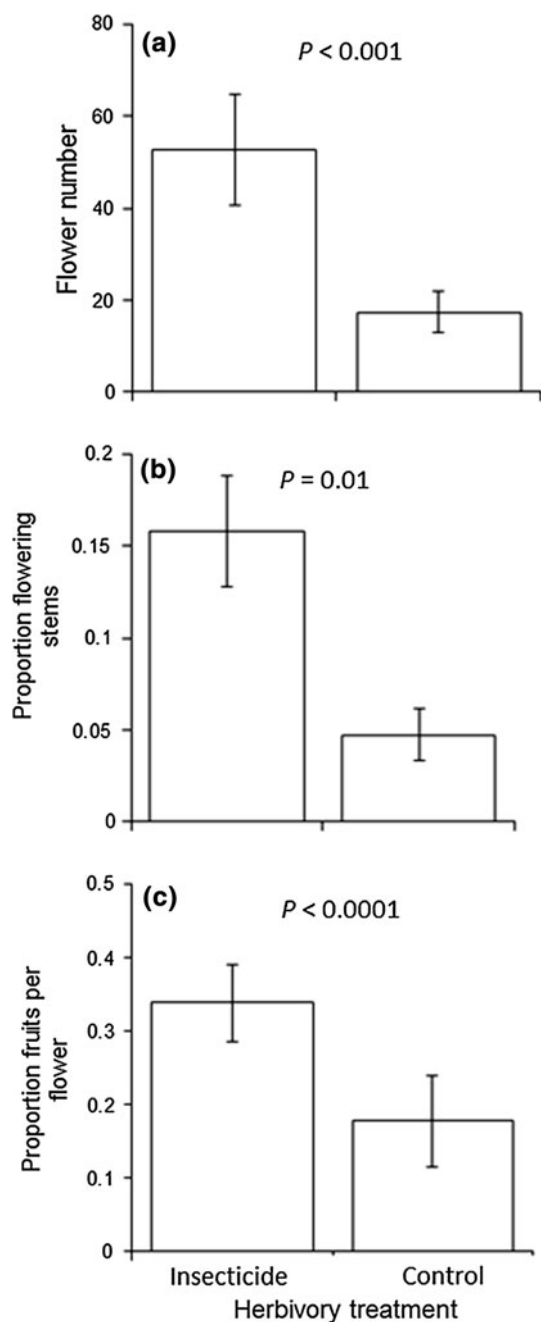 (a)
P < 0.001
80
60
40
20
0
Flower number
(b)
P = 0.01
0.2
0.15
0.1
0.05
0
Proportion flowering
stems
(c)
P < 0.0001
0.5
0.4
0.3
0.2
0.1
0
Proportion fruits per
flower
Insecticide Control
Herbivory treatment